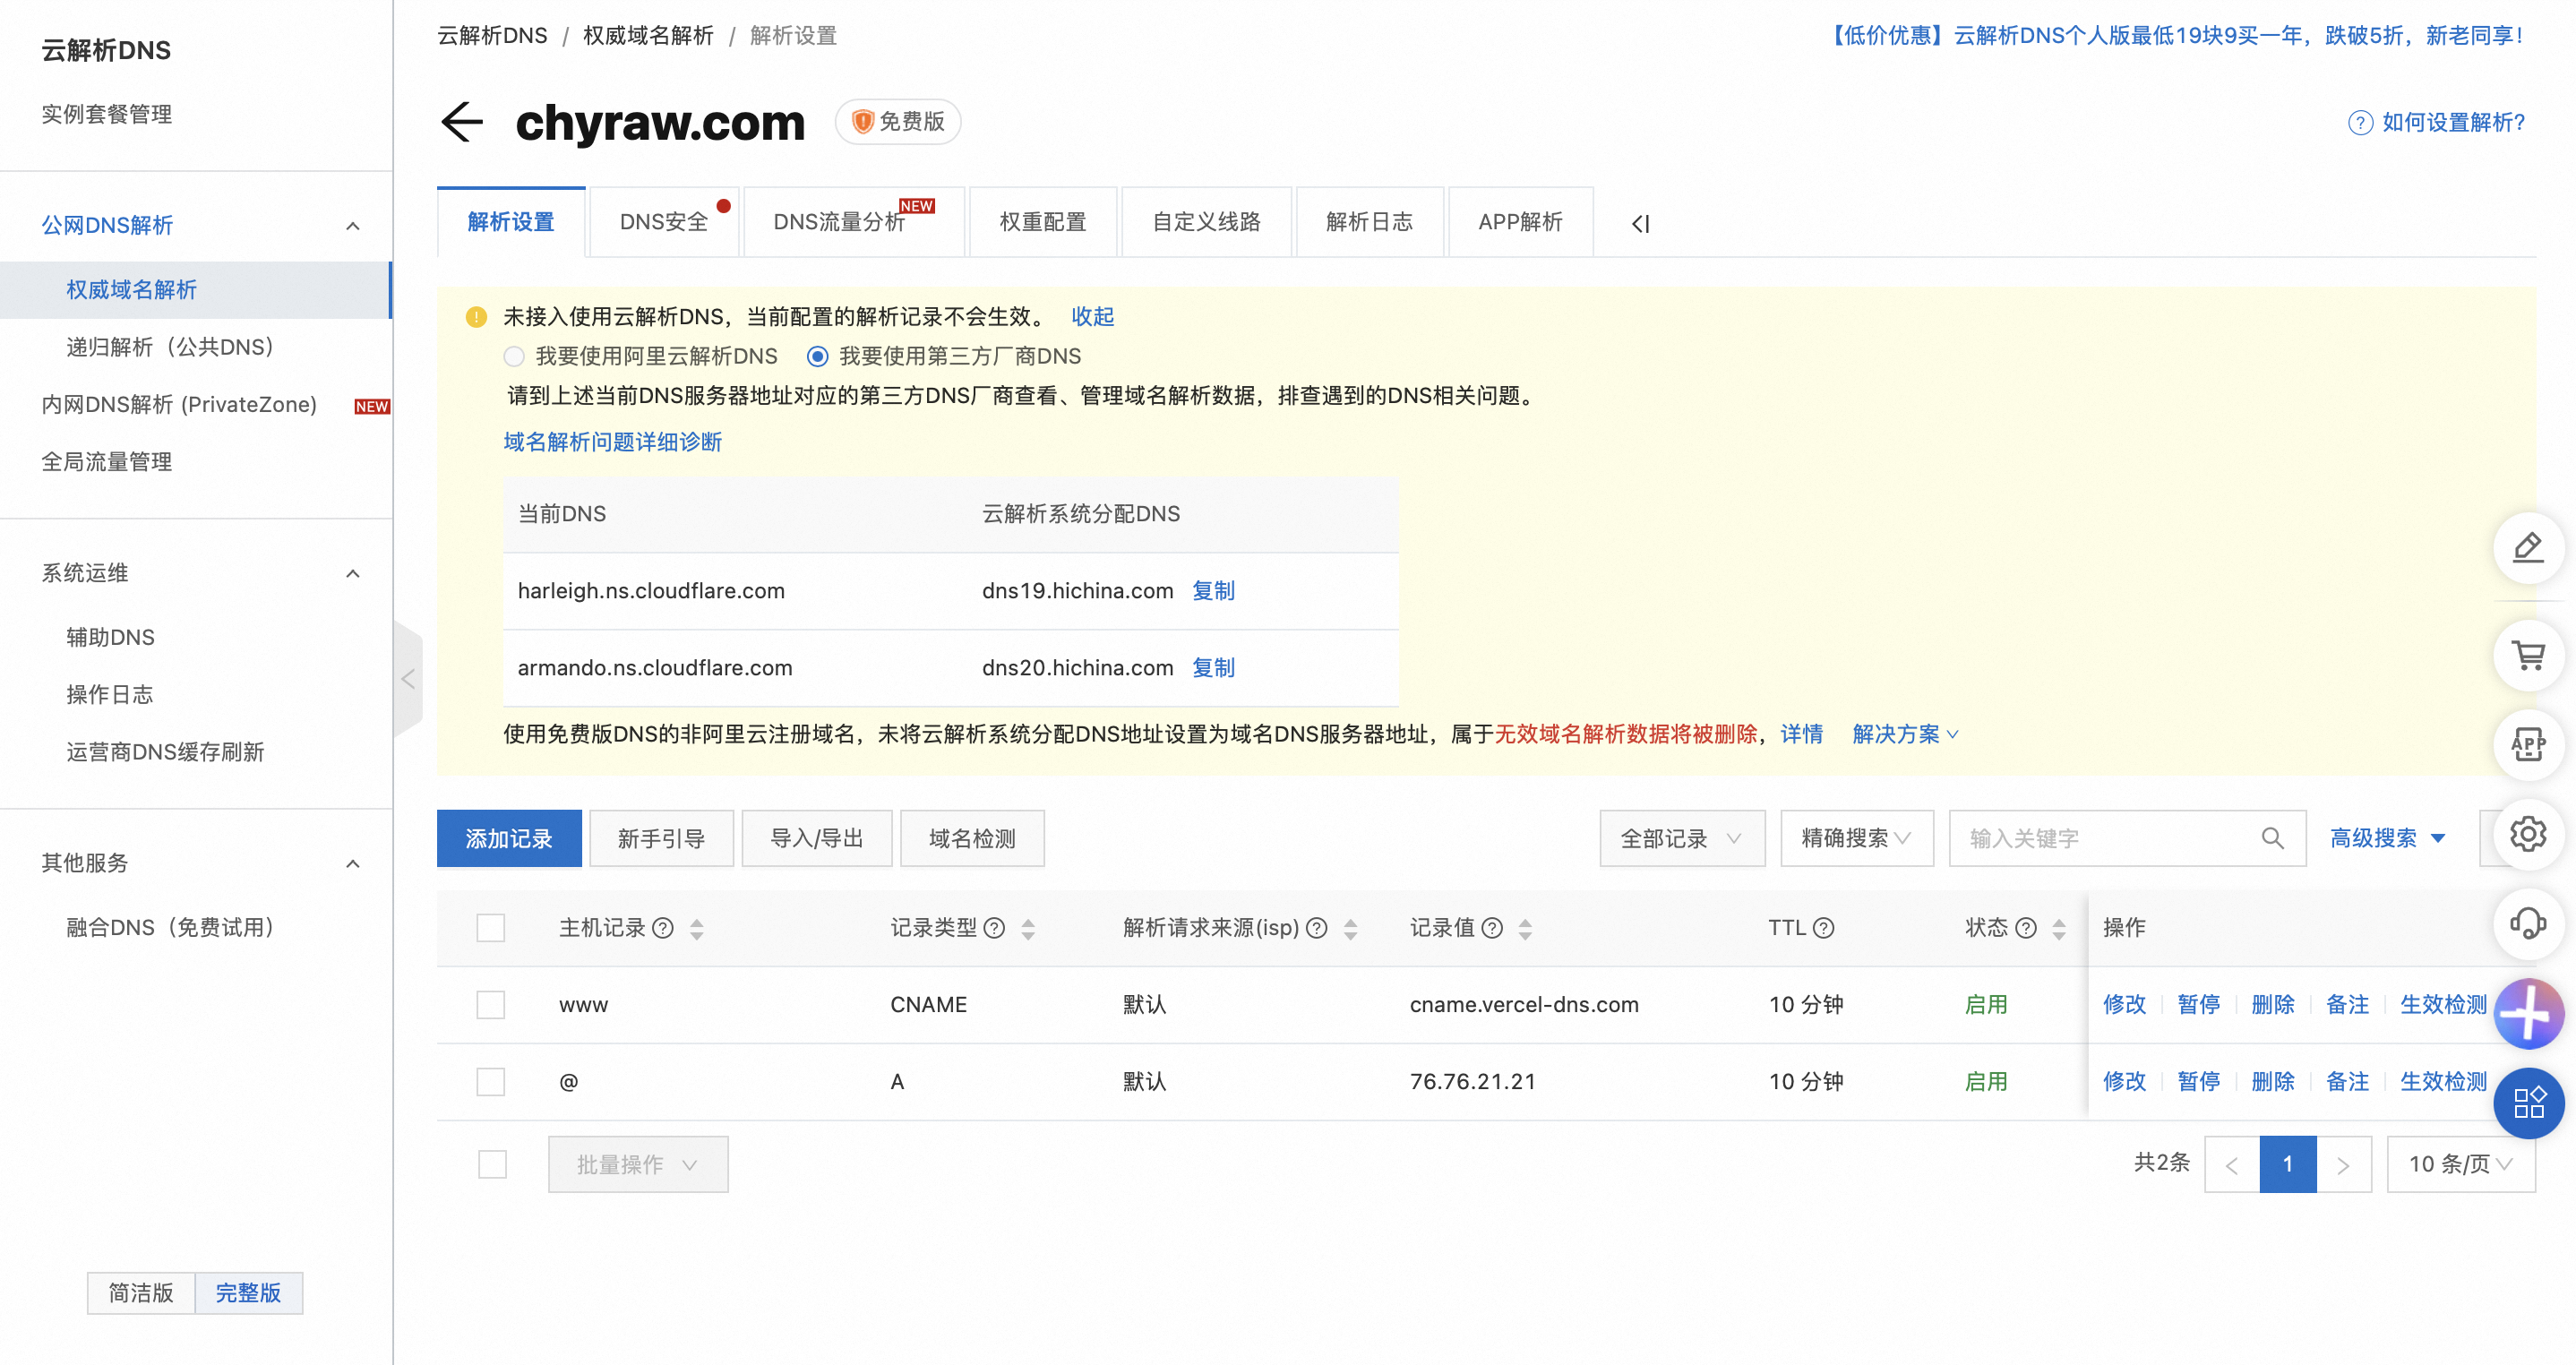 云解析DNS
实例套餐管理
公网DNS解析
权威域名解析
递归解析（公共DNS）
内网DNS解析 (PrivateZone) NEW
全局流量管理
系统运维
辅助DNS
操作日志
运营商DNS缓存刷新
其他服务
融合DNS（免费试用）
简洁版 完整版
云解析DNS / 权威域名解析 / 解析设置
【低价优惠】云解析DNS个人版最低19块9买一年，跌破5折，新老同享！
chyraw.com 免费版
如何设置解析?
解析设置 DNS安全 DNS流量分析 NEW 权重配置 自定义线路 解析日志 APP解析
未接入使用云解析DNS，当前配置的解析记录不会生效。 收起
我要使用阿里云解析DNS 我要使用第三方厂商DNS
请到上述当前DNS服务器地址对应的第三方DNS厂商查看、管理域名解析数据，排查遇到的DNS相关问题。
域名解析问题详细诊断
当前DNS 云解析系统分配DNS
harleigh.ns.cloudflare.com dns19.hichina.com 复制
armando.ns.cloudflare.com dns20.hichina.com 复制
使用免费版DNS的非阿里云注册域名，未将云解析系统分配DNS地址设置为域名DNS服务器地址，属于无效域名解析数据将被删除，详情 解决方案
添加记录 新手引导 导入/导出 域名检测 全部记录 精确搜索 输入关键字 高级搜索
主机记录 记录类型 解析请求来源(isp) 记录值 TTL 状态 操作
www CNAME 默认 cname.vercel-dns.com 10 分钟 启用 修改 暂停 删除 备注 生效检测
@ A 默认 76.76.21.21 10 分钟 启用 修改 暂停 删除 备注 生效检测
批量操作 共2条 1 10 条/页
APP